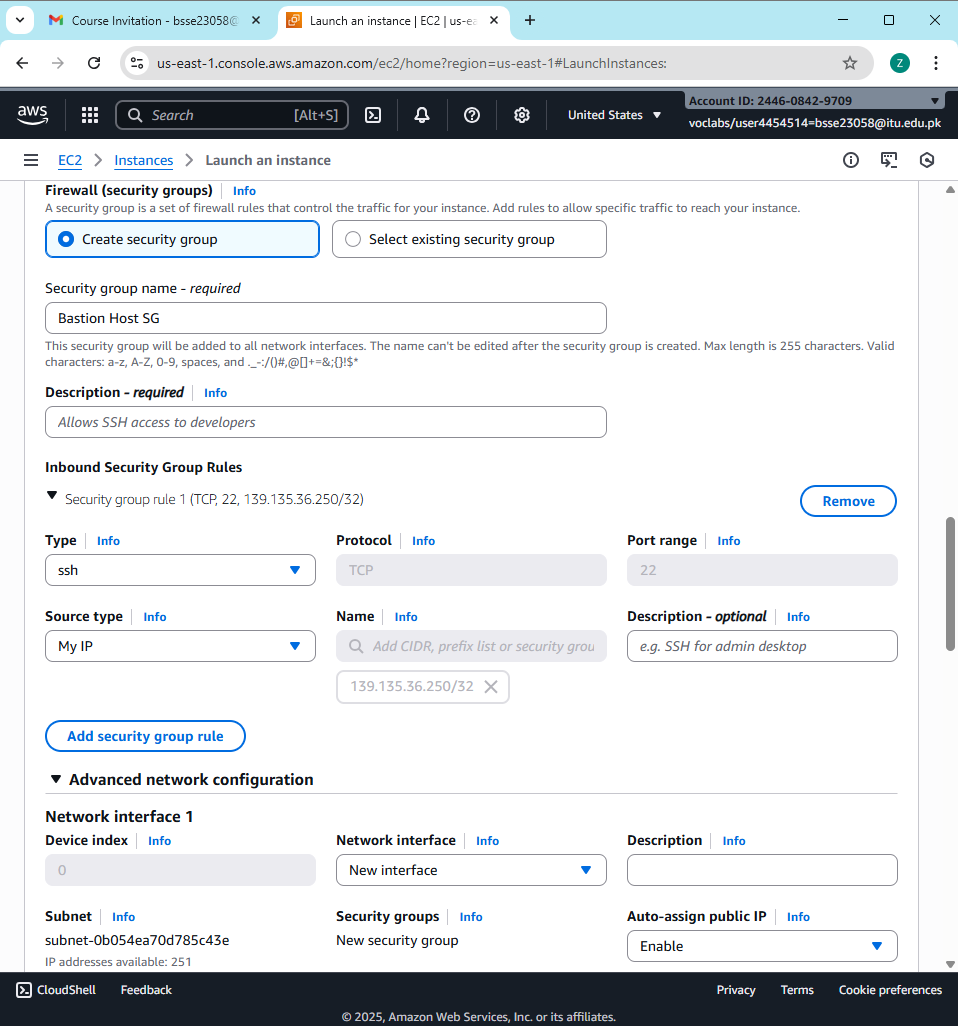 Course Invitation - bsse23058@
Launch an instance | EC2 | us-ea
us-east-1.console.aws.amazon.com/ec2/home?region=us-east-1#LaunchInstances:
Z
aws
Search
[Alt+S]
United States
Account ID: 2446-0842-9709
voclabs/user4454514=bsse23058@itu.edu.pk
EC2
Instances
Launch an instance
Firewall (security groups)
Info
A security group is a set of firewall rules that control the traffic for your instance. Add rules to allow specific traffic to reach your instance.
Create security group
Select existing security group
Security group name - required
Bastion Host SG
This security group will be added to all network interfaces. The name can't be edited after the security group is created. Max length is 255 characters. Valid
characters: a-z, A-Z, 0-9, spaces, and ._-:/()#,@[]+=&;{}!$*
Description - required
Info
Allows SSH access to developers
Inbound Security Group Rules
Security group rule 1 (TCP, 22, 139.135.36.250/32)
Remove
Type
Info
Protocol
Info
Port range
Info
ssh
TCP
22
Source type
Info
Name
Info
Description - optional
Info
My IP
Add CIDR, prefix list or security grou
e.g. SSH for admin desktop
139.135.36.250/32
Add security group rule
Advanced network configuration
Network interface 1
Device index
Info
Network interface
Info
Description
Info
0
New interface
Subnet
Info
Security groups
Info
Auto-assign public IP
Info
subnet-0b054ea70d785c43e
New security group
Enable
IP addresses available: 251
CloudShell
Feedback
Privacy
Terms
Cookie preferences
© 2025, Amazon Web Services, Inc. or its affiliates.